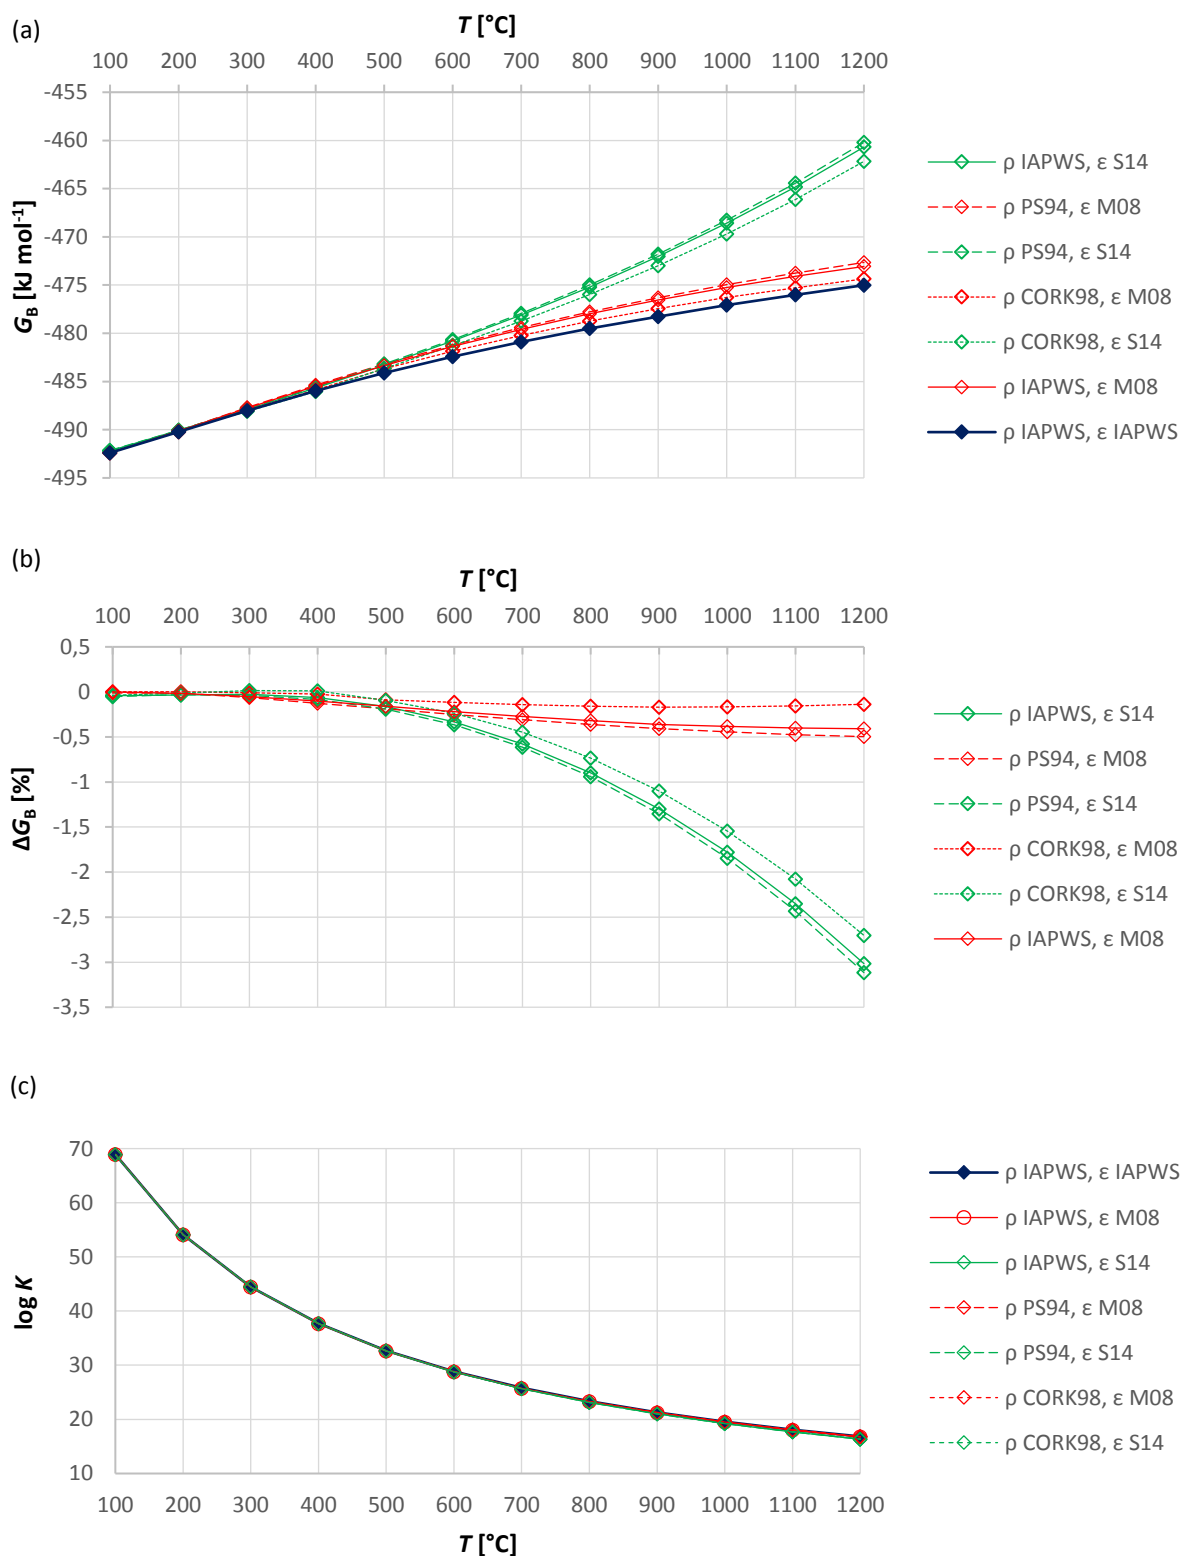 (a)
T [°C]
100 200 300 400 500 600 700 800 900 1000 1100 1200
-455
-460
-465
-470
-475
-480
-485
-490
-495
G_B [kJ mol⁻¹]
ρ IAPWS, ε S14
ρ PS94, ε M08
ρ PS94, ε S14
ρ CORK98, ε M08
ρ CORK98, ε S14
ρ IAPWS, ε M08
ρ IAPWS, ε IAPWS
(b)
T [°C]
100 200 300 400 500 600 700 800 900 1000 1100 1200
0,5
0
-0,5
-1
-1,5
-2
-2,5
-3
-3,5
ΔG_B [%]
ρ IAPWS, ε S14
ρ PS94, ε M08
ρ PS94, ε S14
ρ CORK98, ε M08
ρ CORK98, ε S14
ρ IAPWS, ε M08
(c)
70
60
50
40
30
20
10
log K
100 200 300 400 500 600 700 800 900 1000 1100 1200
T [°C]
ρ IAPWS, ε IAPWS
ρ IAPWS, ε M08
ρ IAPWS, ε S14
ρ PS94, ε M08
ρ PS94, ε S14
ρ CORK98, ε M08
ρ CORK98, ε S14